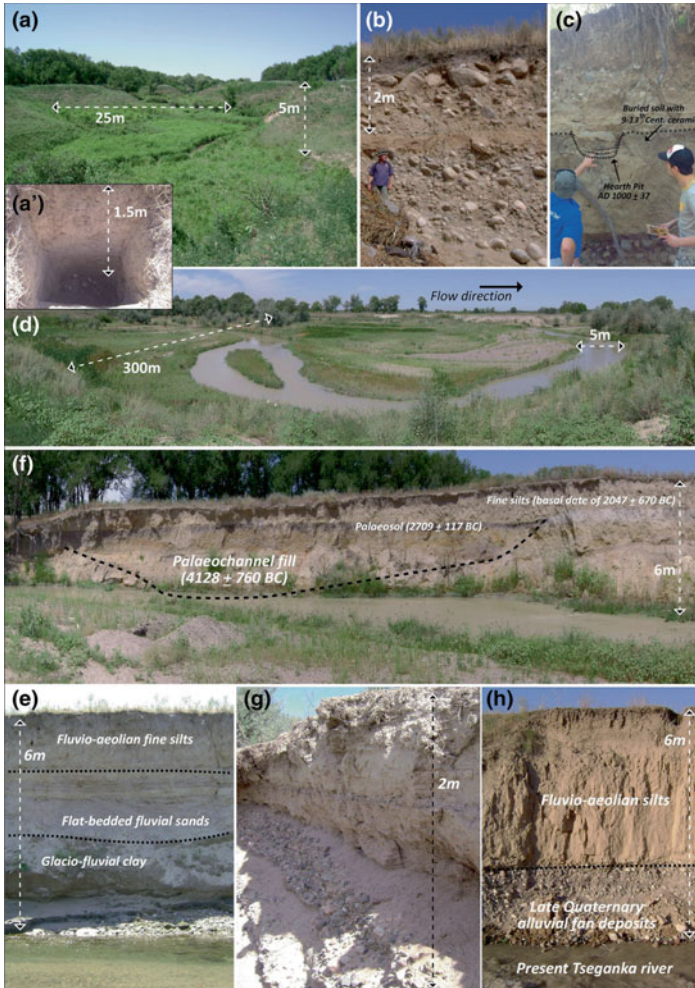 (a)
25m
5m
(a')
1.5m
(b)
2m
(c)
Buried soil with
9-13th Cent. ceramic
Hearth Pit
AD 1000 ± 37
(d)
Flow direction
300m
5m
(f)
Fine silts (basal date of 2047 ± 670 BC)
Palaeosol (2709 ± 117 BC)
Palaeochannel fill
(4128 ± 760 BC)
6m
(e)
6m
Fluvio-aeolian fine silts
Flat-bedded fluvial sands
Glacio-fluvial clay
(g)
2m
(h)
6m
Fluvio-aeolian silts
Late Quaternary
alluvial fan deposits
Present Tseganka river